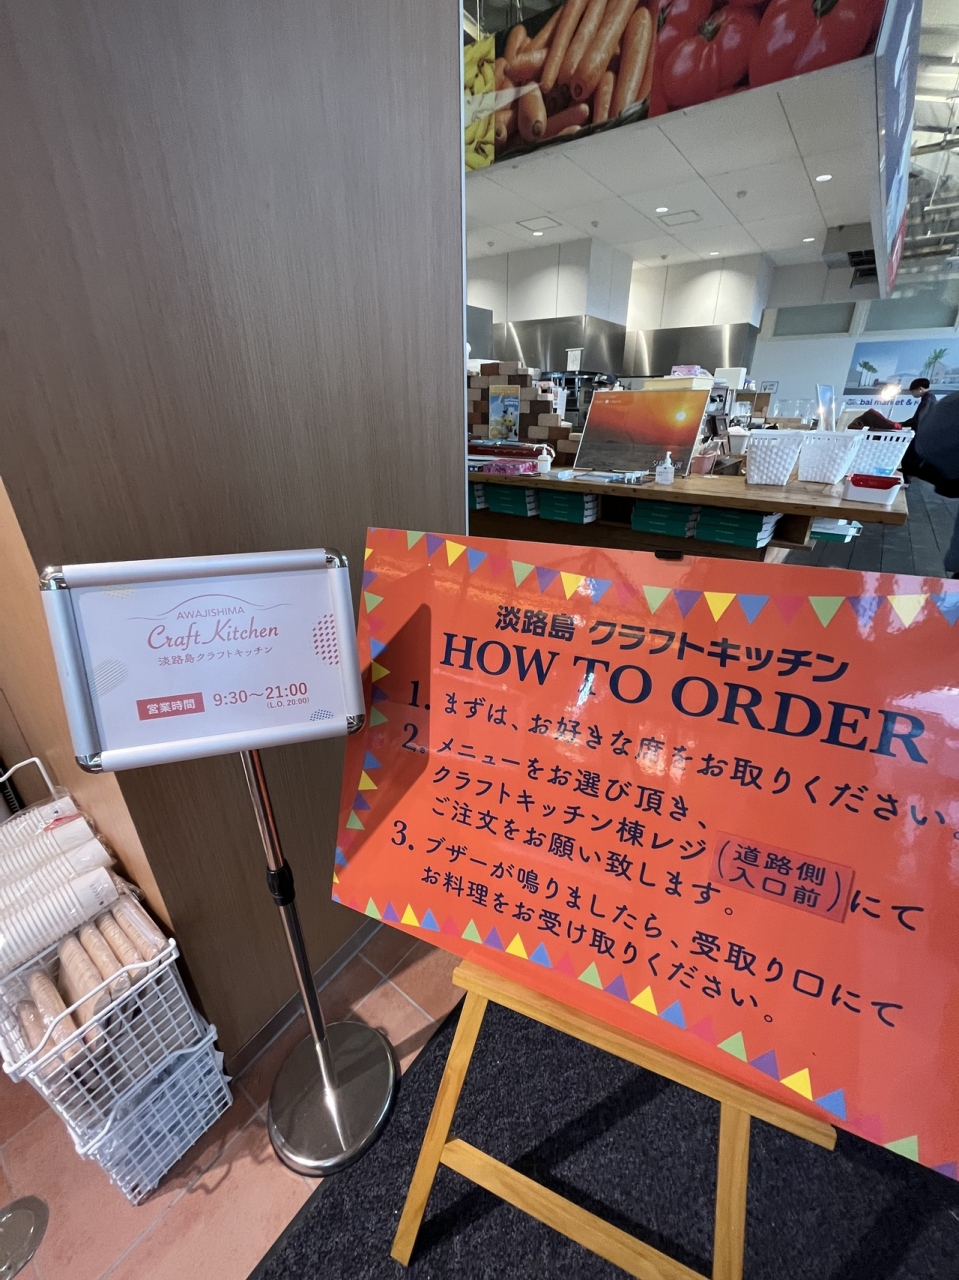 bai market &
AWAJISHIMA
Craft Kitchen
淡路島クラフトキッチン
営業時間 9:30〜21:00
(L.O. 20:00)
淡路島 クラフトキッチン
HOW TO ORDER
1. まずは、お好きな席をお取りください。
2. メニューをお選び頂き、
クラフトキッチン棟レジ(道路側入口前)にて
ご注文をお願い致します。
3. ブザーが鳴りましたら、受取り口にて
お料理をお受け取りください。